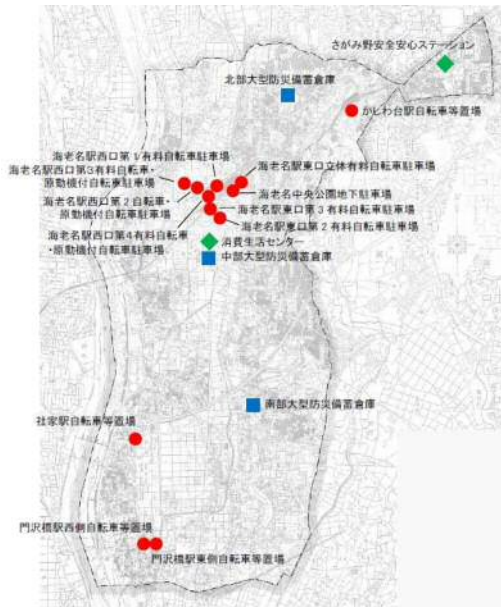 さがみ野安全安心ステーション
北部大型防災備蓄倉庫
かしわ台駅自転車等置場
海老名駅西口第1有料自転車駐車場
海老名駅西口第3有料自転車・
原動機付自転車駐車場
海老名駅西口第2自転車・
原動機付自転車駐車場
海老名駅西口第4有料自転車
・原動機付自転車駐車場
海老名駅東口立体有料駐車場
海老名中央公園地下駐車場
海老名駅東口第3有料駐車場
海老名駅東口第2有料駐車場
消費生活センター
中部大型防災備蓄倉庫
南部大型防災備蓄倉庫
社家駅自転車等置場
門沢橋駅西側自転車等置場
門沢橋駅東側自転車等置場